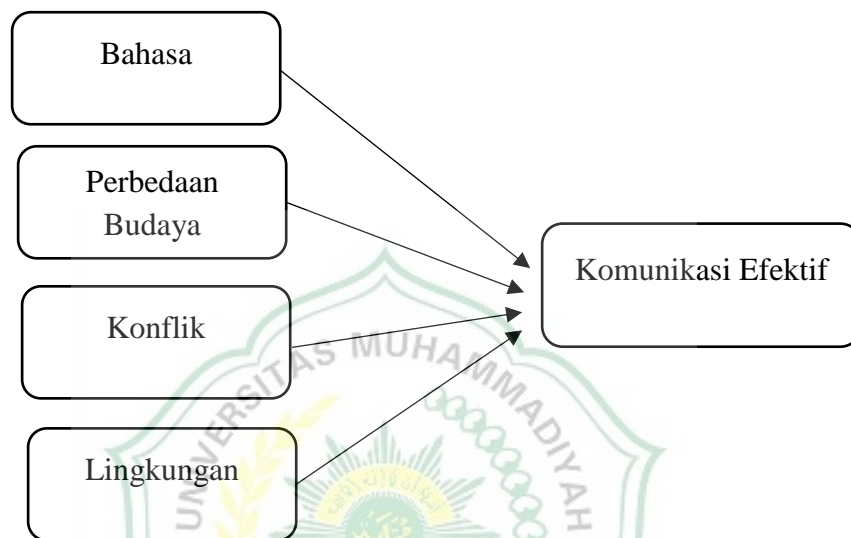 Bahasa
Perbedaan
Budaya
Komunikasi Efektif
Konflik
Lingkungan
UNIVERSITAS MUHAMMADIYAH